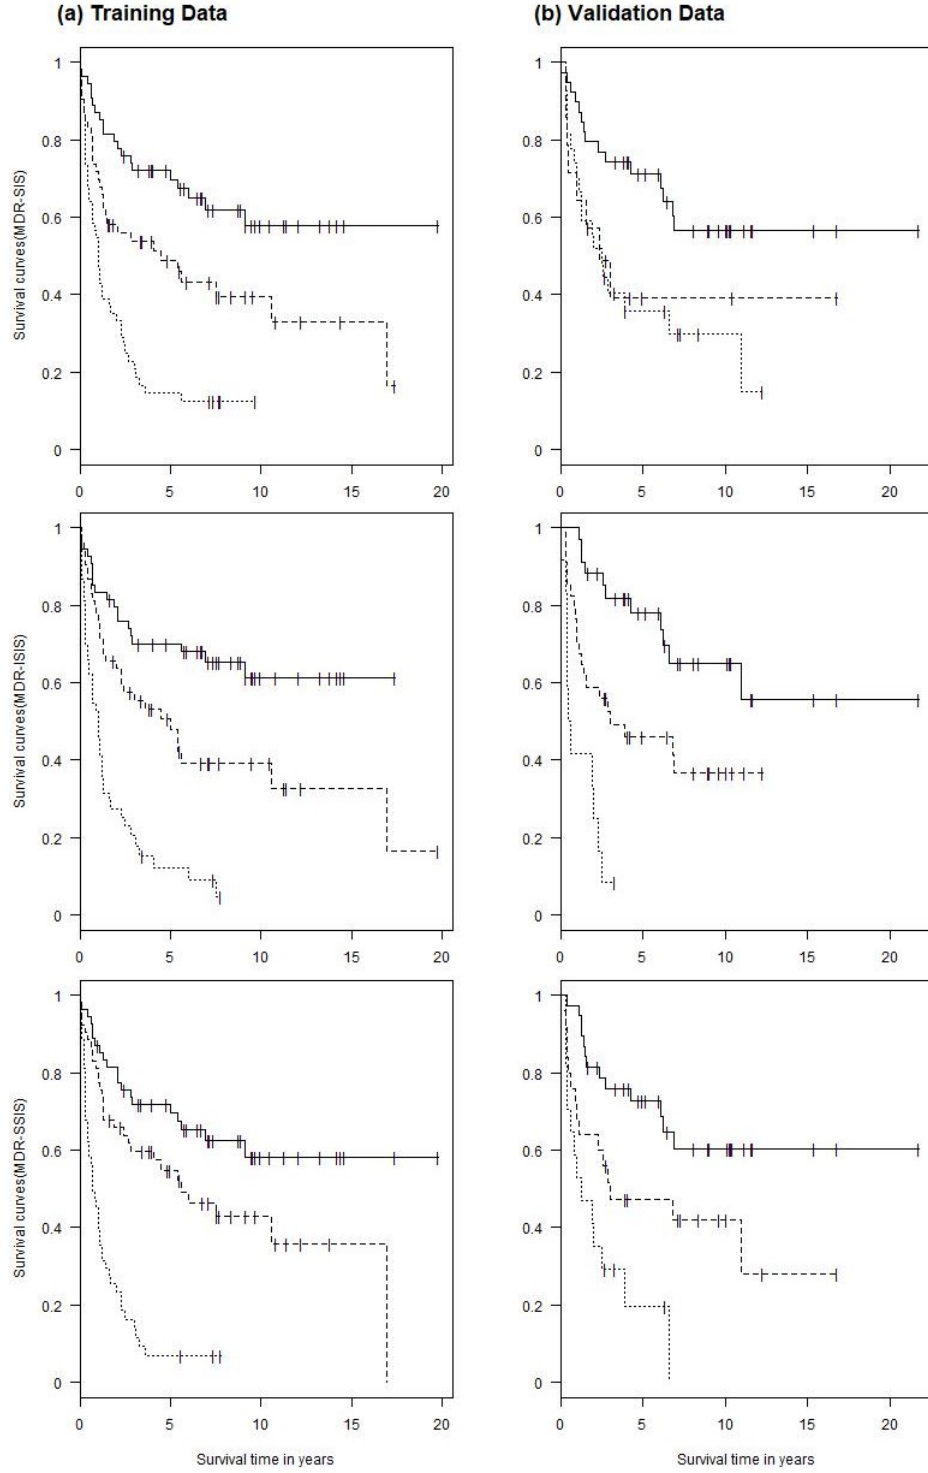 (a) Training Data
(b) Validation Data
Survival curves(MDR-SIS)
1
0.8
0.6
0.4
0.2
0
0 5 10 15 20
1
0.8
0.6
0.4
0.2
0
0 5 10 15 20
Survival curves(MDR-ISIS)
1
0.8
0.6
0.4
0.2
0
0 5 10 15 20
1
0.8
0.6
0.4
0.2
0
0 5 10 15 20
Survival curves(MDR-SSIS)
1
0.8
0.6
0.4
0.2
0
0 5 10 15 20
Survival time in years
1
0.8
0.6
0.4
0.2
0
0 5 10 15 20
Survival time in years